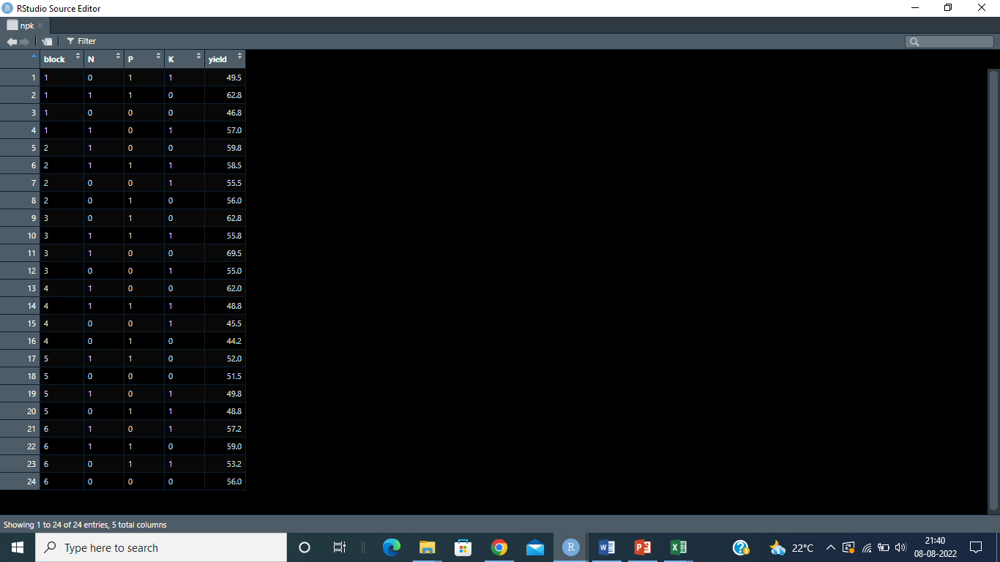 R RStudio Source Editor
npk
Filter
block N P K yield
1 1 0 1 1 49.5
2 1 1 1 0 62.8
3 1 0 0 0 46.8
4 1 1 0 1 57.0
5 2 1 0 0 59.8
6 2 1 1 1 58.5
7 2 0 0 1 55.5
8 2 0 1 0 56.0
9 3 0 1 0 62.8
10 3 1 1 1 55.8
11 3 1 0 0 69.5
12 3 0 0 1 55.0
13 4 1 0 0 62.0
14 4 1 1 1 48.8
15 4 0 0 1 45.5
16 4 0 1 0 44.2
17 5 1 1 0 52.0
18 5 0 0 0 51.5
19 5 1 0 1 49.8
20 5 0 1 1 48.8
21 6 1 0 1 57.2
22 6 1 1 0 59.0
23 6 0 1 1 53.2
24 6 0 0 0 56.0
Showing 1 to 24 of 24 entries, 5 total columns
Type here to search R W P X 22°C 21:40
08-08-2022